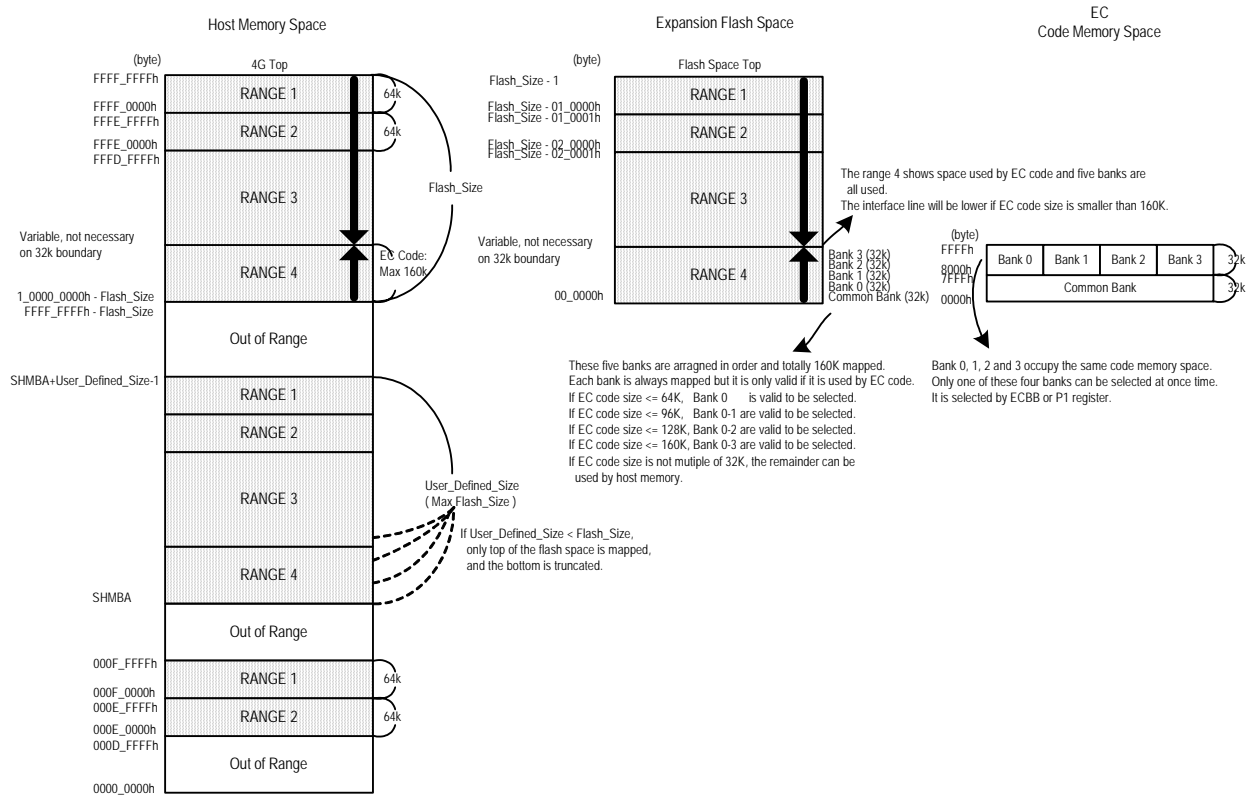 Host Memory Space
(byte)
4G Top
FFFF_FFFFh
RANGE 1
64k
FFFF_0000h
FFFE_FFFFh
RANGE 2
64k
FFFE_0000h
FFFD_FFFFh
RANGE 3
Flash_Size
Variable, not necessary
on 32k boundary
EC Code:
Max 160k
RANGE 4
1_0000_0000h - Flash_Size
FFFF_FFFFh - Flash_Size
Out of Range
SHMBA+User_Defined_Size-1
RANGE 1
RANGE 2
RANGE 3
User_Defined_Size
( Max Flash_Size )
If User_Defined_Size < Flash_Size,
only top of the flash space is mapped,
and the bottom is truncated.
RANGE 4
SHMBA
Out of Range
000F_FFFFh
RANGE 1
64k
000F_0000h
000E_FFFFh
RANGE 2
64k
000E_0000h
000D_FFFFh
Out of Range
0000_0000h
Expansion Flash Space
(byte)
Flash Space Top
Flash_Size - 1
RANGE 1
Flash_Size - 01_0000h
Flash_Size - 01_0001h
RANGE 2
Flash_Size - 02_0000h
Flash_Size - 02_0001h
RANGE 3
The range 4 shows space used by EC code and five banks are
all used.
The interface line will be lower if EC code size is smaller than 160K.
Variable, not necessary
on 32k boundary
RANGE 4
Bank 3 (32k)
Bank 2 (32k)
Bank 1 (32k)
Bank 0 (32k)
Common Bank (32k)
00_0000h
These five banks are arragned in order and totally 160K mapped.
Each bank is always mapped but it is only valid if it is used by EC code.
If EC code size <= 64K, Bank 0 is valid to be selected.
If EC code size <= 96K, Bank 0-1 are valid to be selected.
If EC code size <= 128K, Bank 0-2 are valid to be selected.
If EC code size <= 160K, Bank 0-3 are valid to be selected.
If EC code size is not mutiple of 32K, the remainder can be
used by host memory.
EC
Code Memory Space
(byte)
FFFFh
Bank 0
Bank 1
Bank 2
Bank 3
32k
8000h
7FFFh
Common Bank
32k
0000h
Bank 0, 1, 2 and 3 occupy the same code memory space.
Only one of these four banks can be selected at once time.
It is selected by ECBB or P1 register.